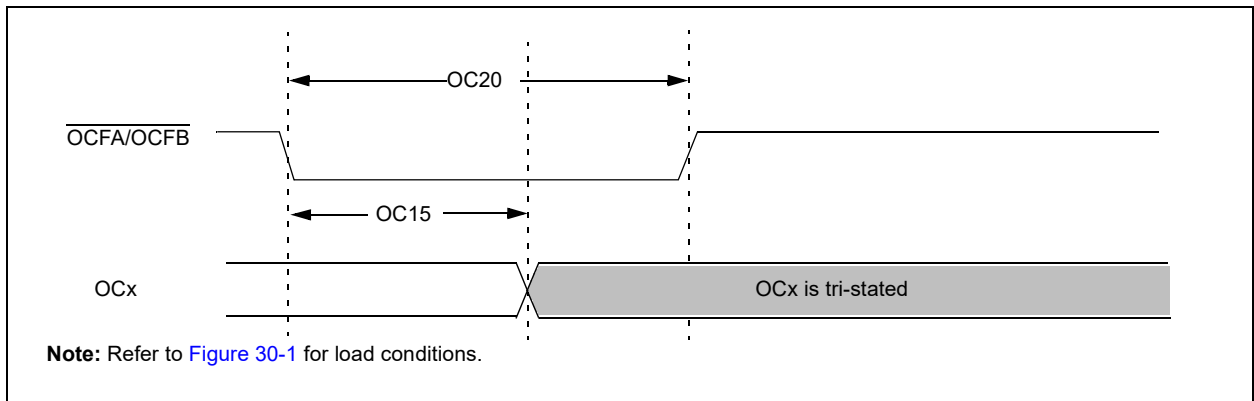 OC20
OCFA/OCFB
OC15
OCx
OCx is tri-stated
Note: Refer to Figure 30-1 for load conditions.